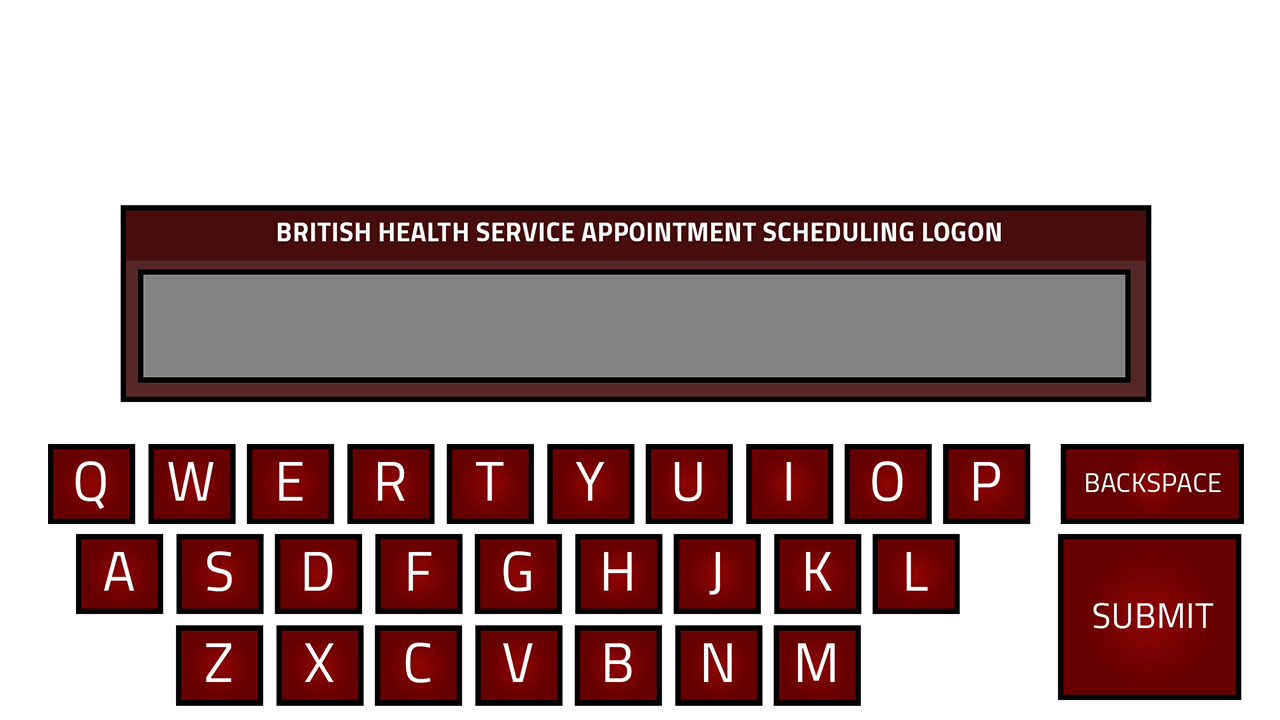 BRITISH HEALTH SERVICE APPOINTMENT SCHEDULING LOGON
Q W E R T Y U I O P BACKSPACE
A S D F G H J K L
SUBMIT
Z X C V B N M